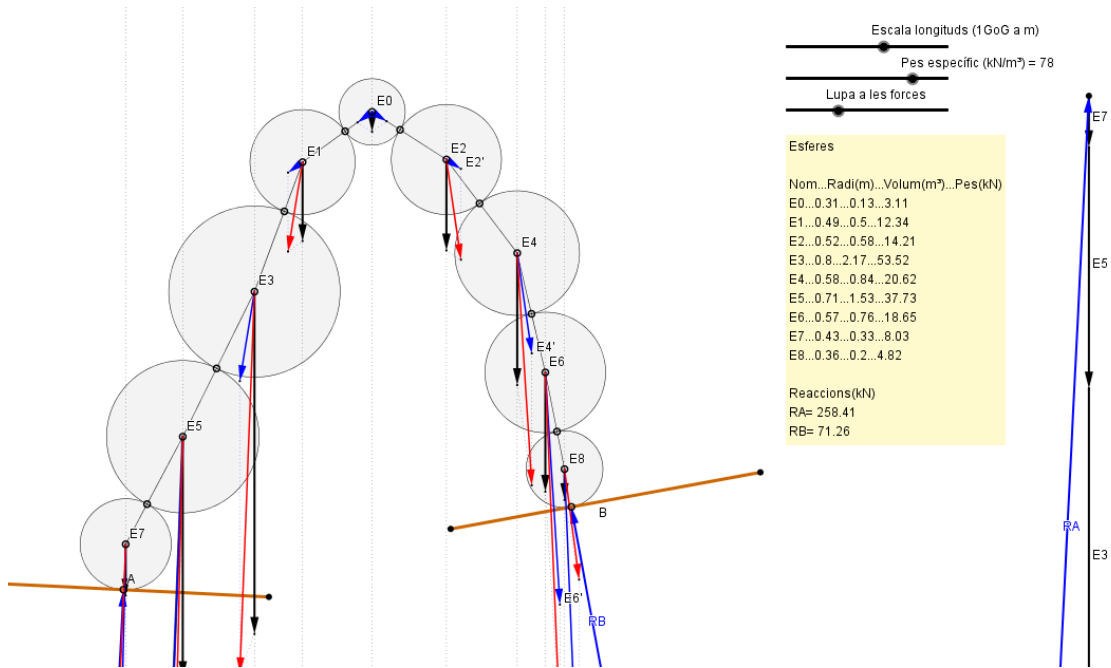 Escala longituds (1GoG a m)
Pes específic (kN/m³) = 78
Lupa a les forces
Esferes
Nom...Radi(m)...Volum(m³)...Pes(kN)
E0...0.31...0.13...3.11
E1...0.49...0.5...12.34
E2...0.52...0.58...14.21
E3...0.8...2.17...53.52
E4...0.58...0.84...20.62
E5...0.71...1.53...37.73
E6...0.57...0.76...18.65
E7...0.43...0.33...8.03
E8...0.36...0.2...4.82
Reaccions(kN)
RA= 258.41
RB= 71.26
E0
E1
E2
E2'
E4
E3
E4'
E6
E5
E8
B
E7
A
E6'
RB
E7
E5
RA
E3